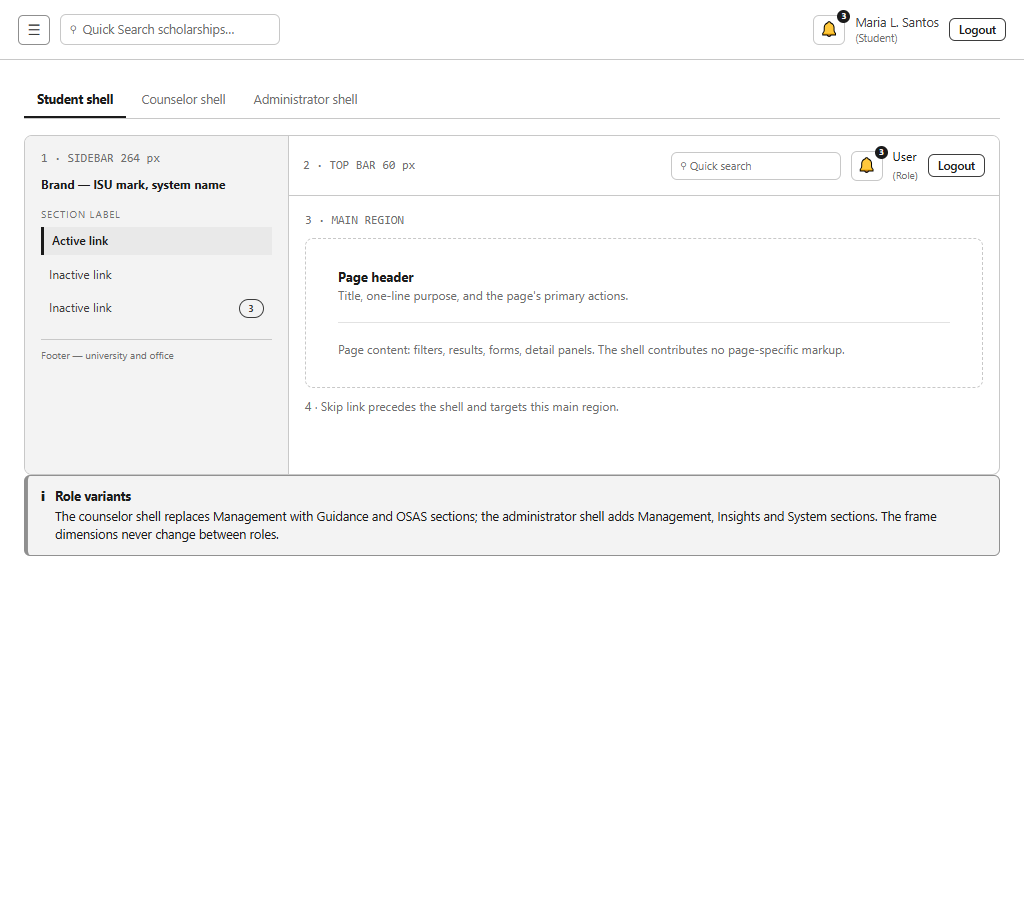 ☰
Quick Search scholarships...
3
Maria L. Santos
(Student)
Logout
Student shell
Counselor shell
Administrator shell
1 · SIDEBAR 264 px
Brand — ISU mark, system name
SECTION LABEL
Active link
Inactive link
Inactive link
3
Footer — university and office
2 · TOP BAR 60 px
Quick search
3
User
(Role)
Logout
3 · MAIN REGION
Page header
Title, one-line purpose, and the page's primary actions.
Page content: filters, results, forms, detail panels. The shell contributes no page-specific markup.
4 · Skip link precedes the shell and targets this main region.
i Role variants
The counselor shell replaces Management with Guidance and OSAS sections; the administrator shell adds Management, Insights and System sections. The frame
dimensions never change between roles.